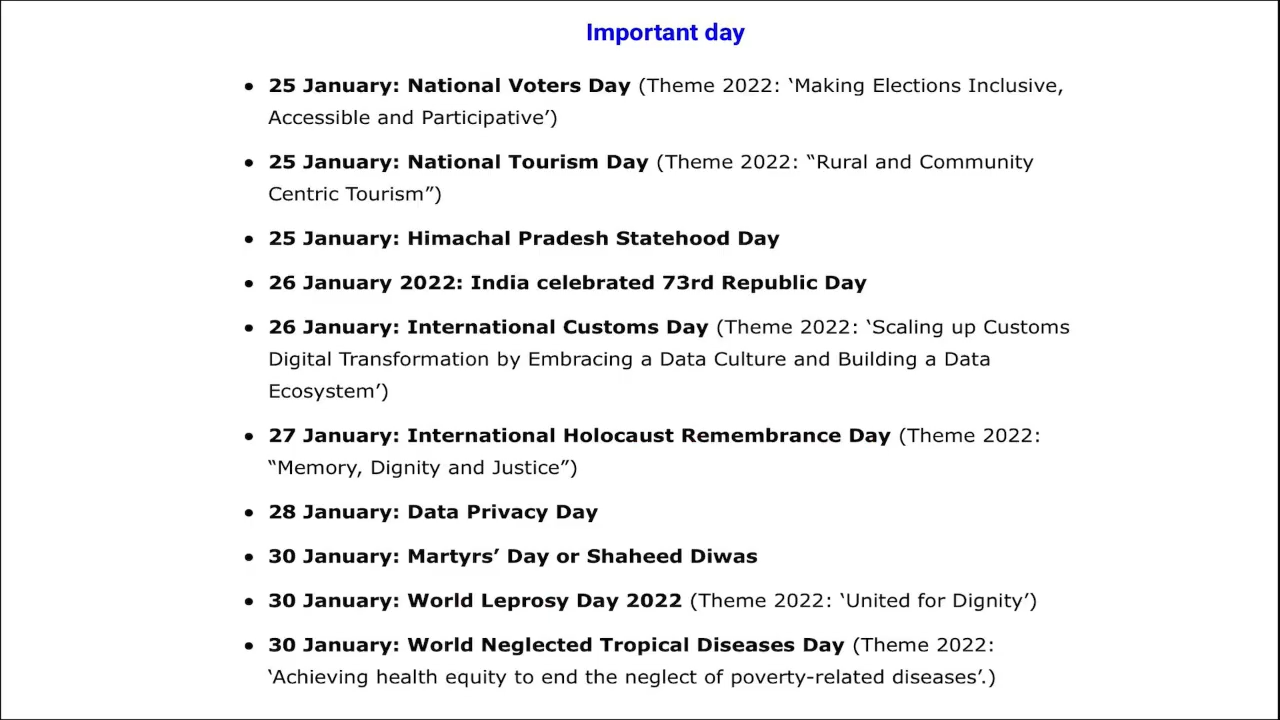 Important day
• 25 January: National Voters Day (Theme 2022: ‘Making Elections Inclusive,
Accessible and Participative’)
• 25 January: National Tourism Day (Theme 2022: “Rural and Community
Centric Tourism”)
• 25 January: Himachal Pradesh Statehood Day
• 26 January 2022: India celebrated 73rd Republic Day
• 26 January: International Customs Day (Theme 2022: ‘Scaling up Customs
Digital Transformation by Embracing a Data Culture and Building a Data
Ecosystem’)
• 27 January: International Holocaust Remembrance Day (Theme 2022:
“Memory, Dignity and Justice”)
• 28 January: Data Privacy Day
• 30 January: Martyrs’ Day or Shaheed Diwas
• 30 January: World Leprosy Day 2022 (Theme 2022: ‘United for Dignity’)
• 30 January: World Neglected Tropical Diseases Day (Theme 2022:
‘Achieving health equity to end the neglect of poverty-related diseases’.)